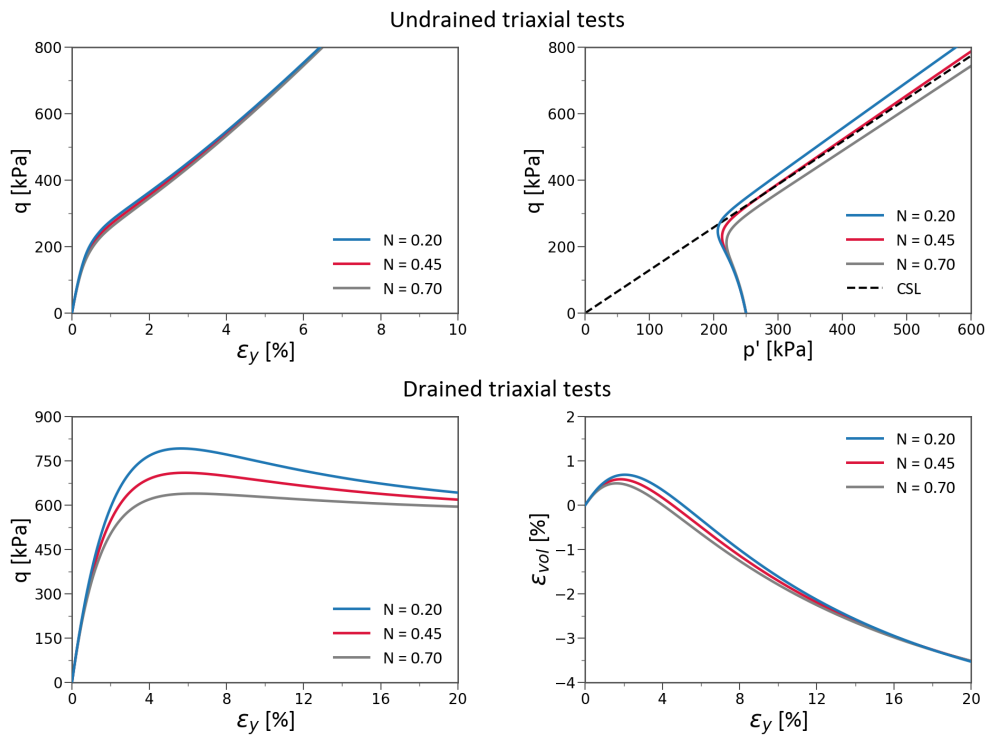 Undrained triaxial tests
800
600
400
200
0
q [kPa]
N = 0.20
N = 0.45
N = 0.70
0 2 4 6 8 10
εy [%]
800
600
400
200
0
q [kPa]
N = 0.20
N = 0.45
N = 0.70
CSL
0 100 200 300 400 500 600
p' [kPa]
Drained triaxial tests
900
750
600
450
300
150
0
q [kPa]
N = 0.20
N = 0.45
N = 0.70
0 4 8 12 16 20
εy [%]
2
1
0
−1
−2
−3
−4
εvol [%]
N = 0.20
N = 0.45
N = 0.70
0 4 8 12 16 20
εy [%]